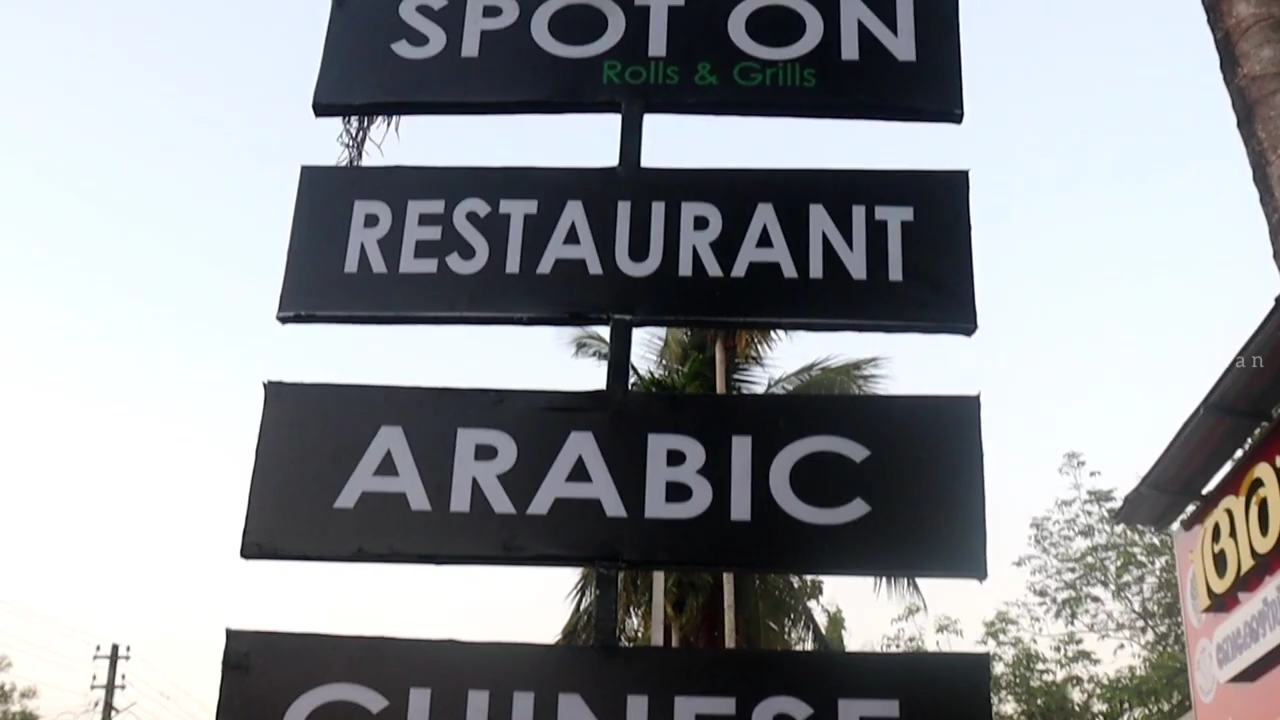 SPOT ON
Rolls & Grills
RESTAURANT
ARABIC
CHINESE